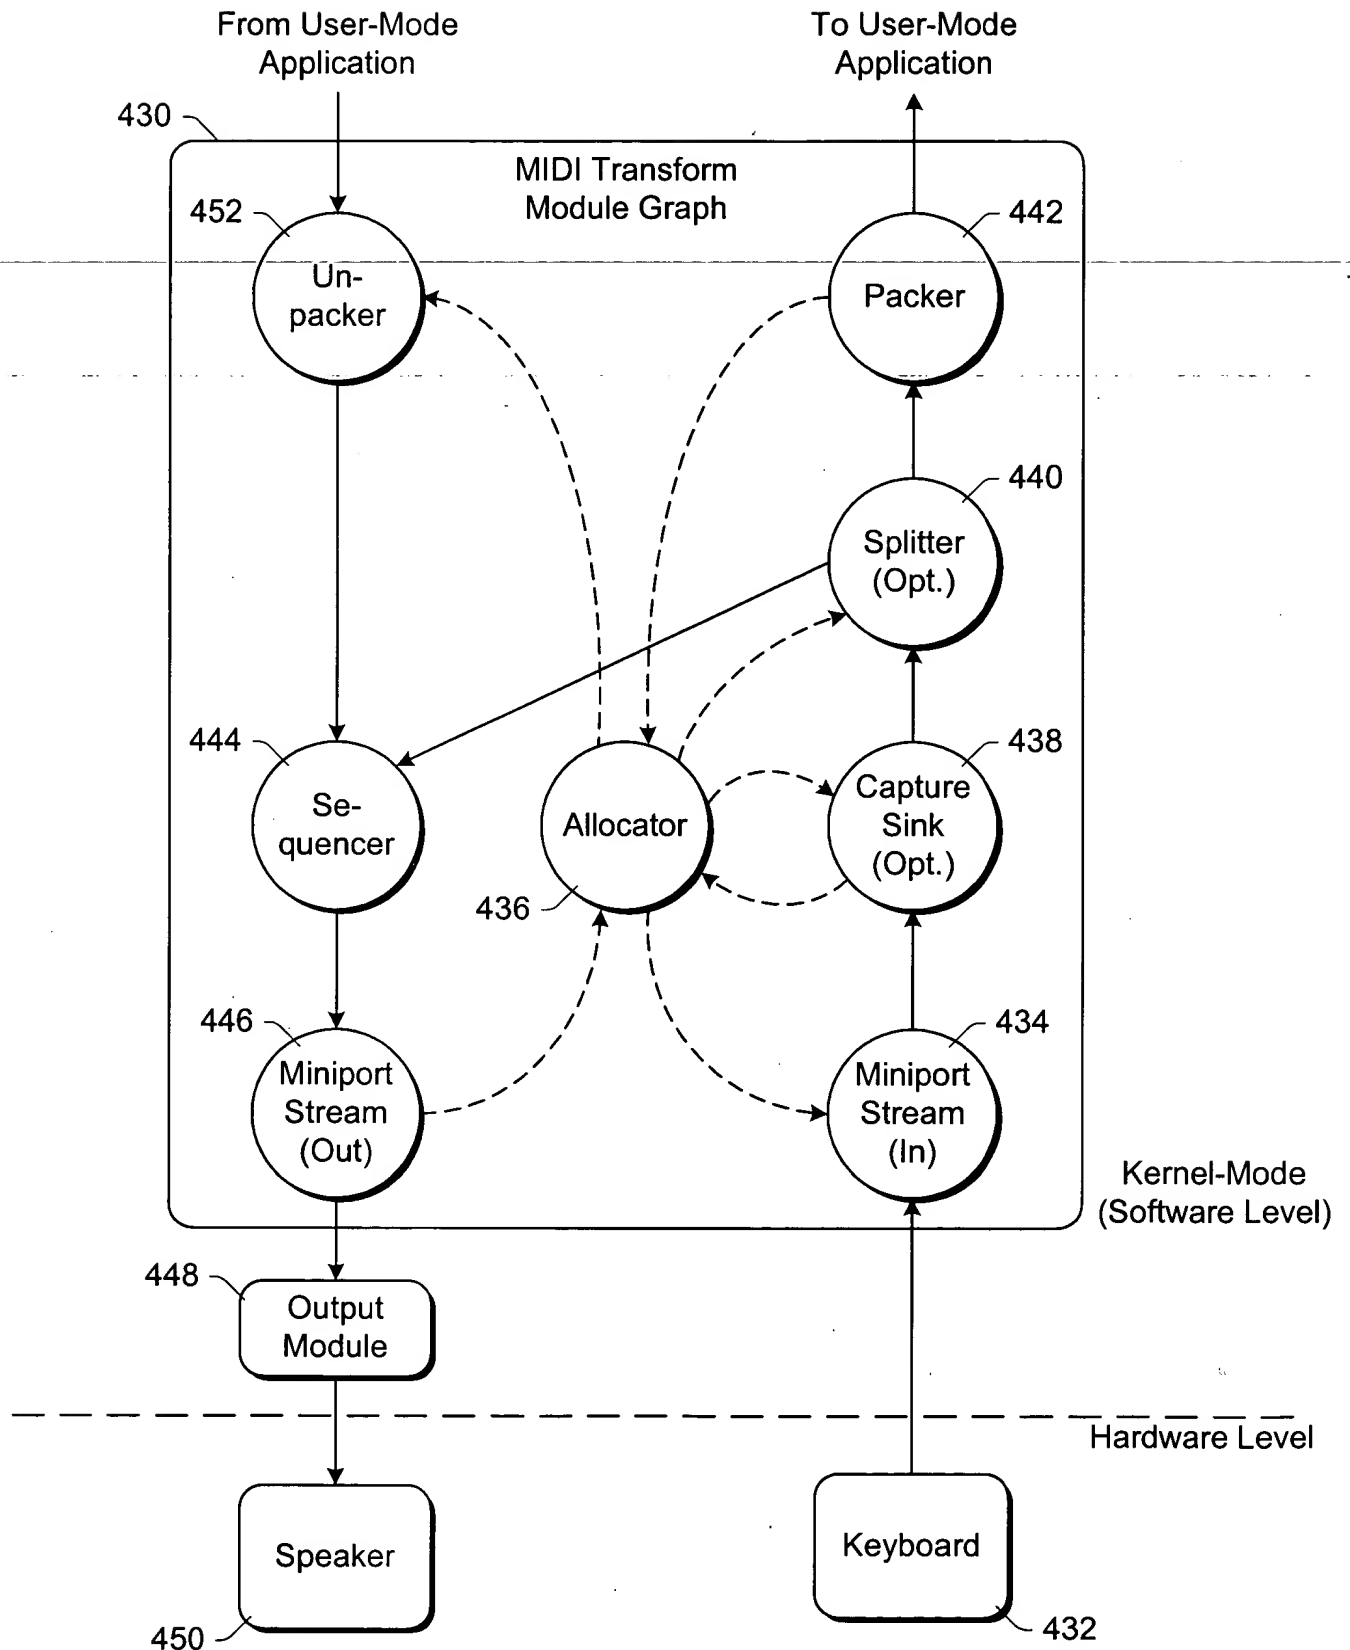 From User-Mode
Application
To User-Mode
Application
430
MIDI Transform
Module Graph
452
Un-
packer
442
Packer
440
Splitter
(Opt.)
444
Se-
quencer
Allocator
436
438
Capture
Sink
(Opt.)
446
Miniport
Stream
(Out)
434
Miniport
Stream
(In)
Kernel-Mode
(Software Level)
448
Output
Module
Hardware Level
Speaker
450
Keyboard
432